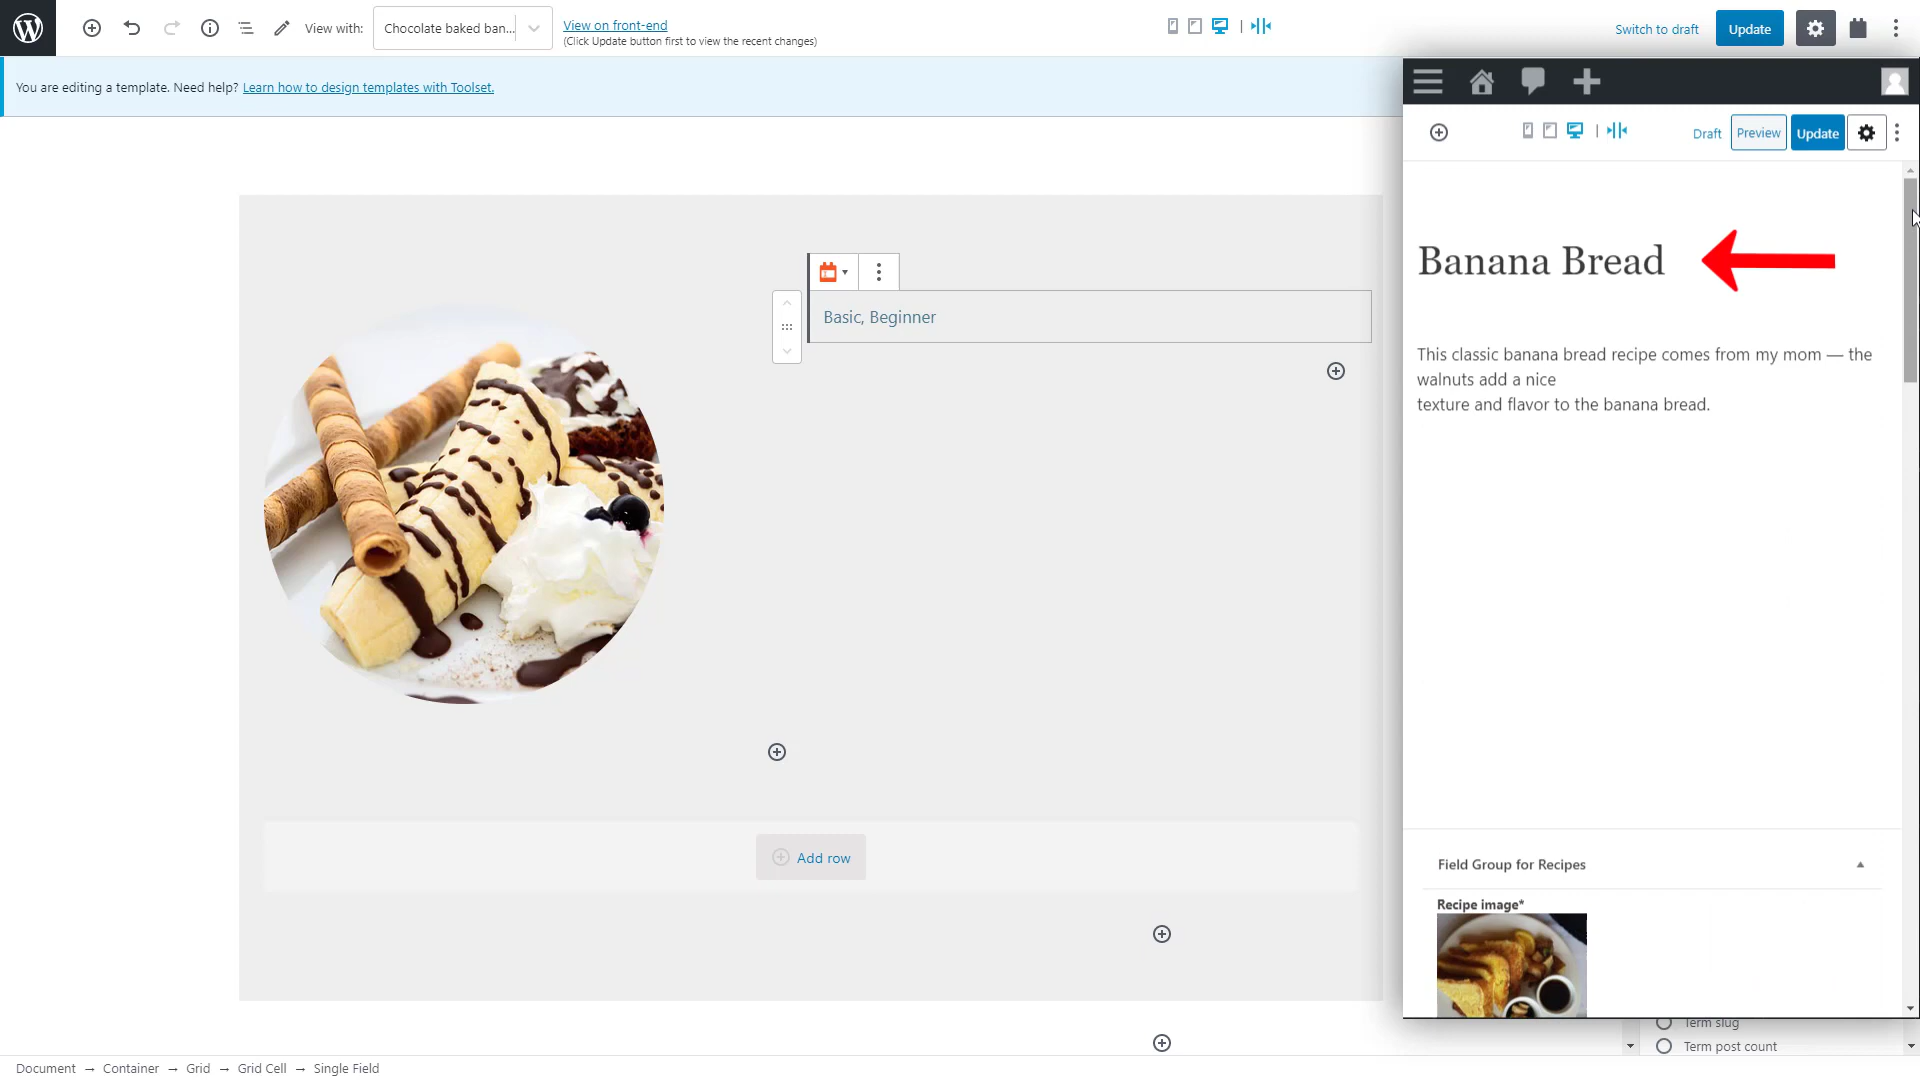 View with:
Chocolate baked ban...
View on front-end
(Click Update button first to view the recent changes)
Switch to draft
Update
You are editing a template. Need help? Learn how to design templates with Toolset.
Draft
Preview
Update
Banana Bread
This classic banana bread recipe comes from my mom — the
walnuts add a nice
texture and flavor to the banana bread.
Basic, Beginner
Add row
Field Group for Recipes
Recipe image*
Term slug
Term post count
Document → Container → Grid → Grid Cell → Single Field